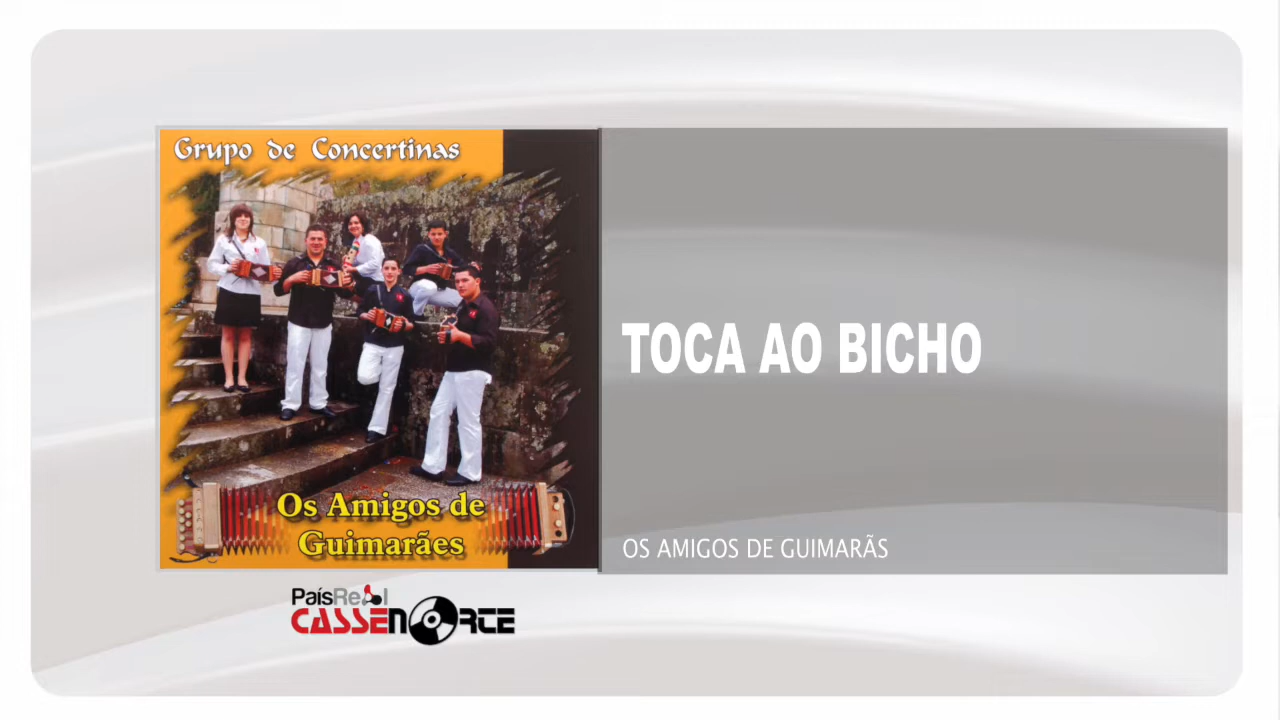 Grupo de Concertinas
Os Amigos de
Guimarães
TOCA AO BICHO
OS AMIGOS DE GUIMARÃS
PaísReal
CASSENORTE